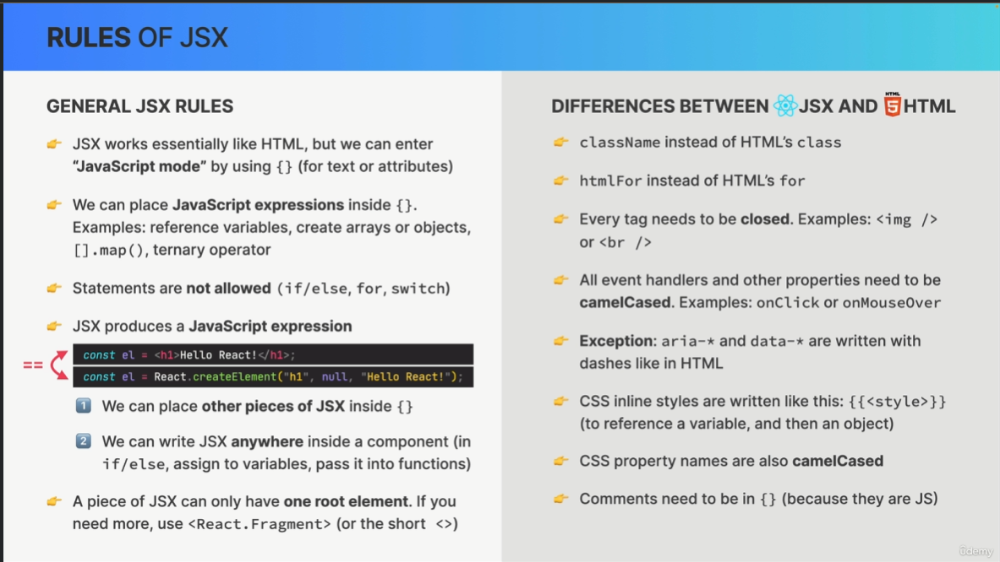 RULES OF JSX
GENERAL JSX RULES
JSX works essentially like HTML, but we can enter
“JavaScript mode” by using {} (for text or attributes)
We can place JavaScript expressions inside {}.
Examples: reference variables, create arrays or objects,
[].map(), ternary operator
Statements are not allowed (if/else, for, switch)
JSX produces a JavaScript expression
const el = <h1>Hello React!</h1>;
==
const el = React.createElement("h1", null, "Hello React!");
1 We can place other pieces of JSX inside {}
2 We can write JSX anywhere inside a component (in
if/else, assign to variables, pass it into functions)
A piece of JSX can only have one root element. If you
need more, use <React.Fragment> (or the short <>)
DIFFERENCES BETWEEN JSX AND HTML 5 HTML
className instead of HTML’s class
htmlFor instead of HTML’s for
Every tag needs to be closed. Examples: <img />
or <br />
All event handlers and other properties need to be
camelCased. Examples: onClick or onMouseOver
Exception: aria-* and data-* are written with
dashes like in HTML
CSS inline styles are written like this: {{<style>}}
(to reference a variable, and then an object)
CSS property names are also camelCased
Comments need to be in {} (because they are JS)
ûdemy